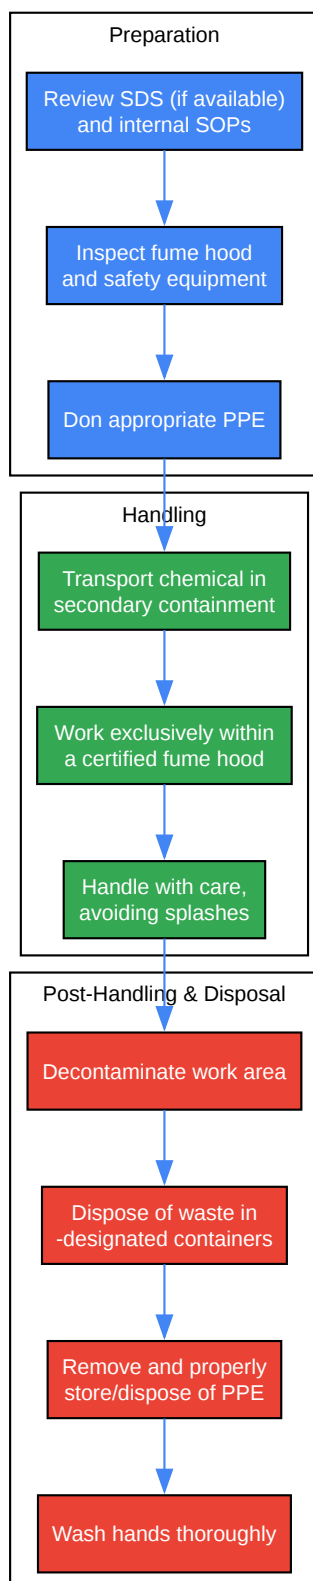 Preparation
Review SDS (if available)
and internal SOPs
Inspect fume hood
and safety equipment
Don appropriate PPE
Handling
Transport chemical in
secondary containment
Work exclusively within
a certified fume hood
Handle with care,
avoiding splashes
Post-Handling & Disposal
Decontaminate work area
Dispose of waste in
-designated containers
Remove and properly
store/dispose of PPE
Wash hands thoroughly